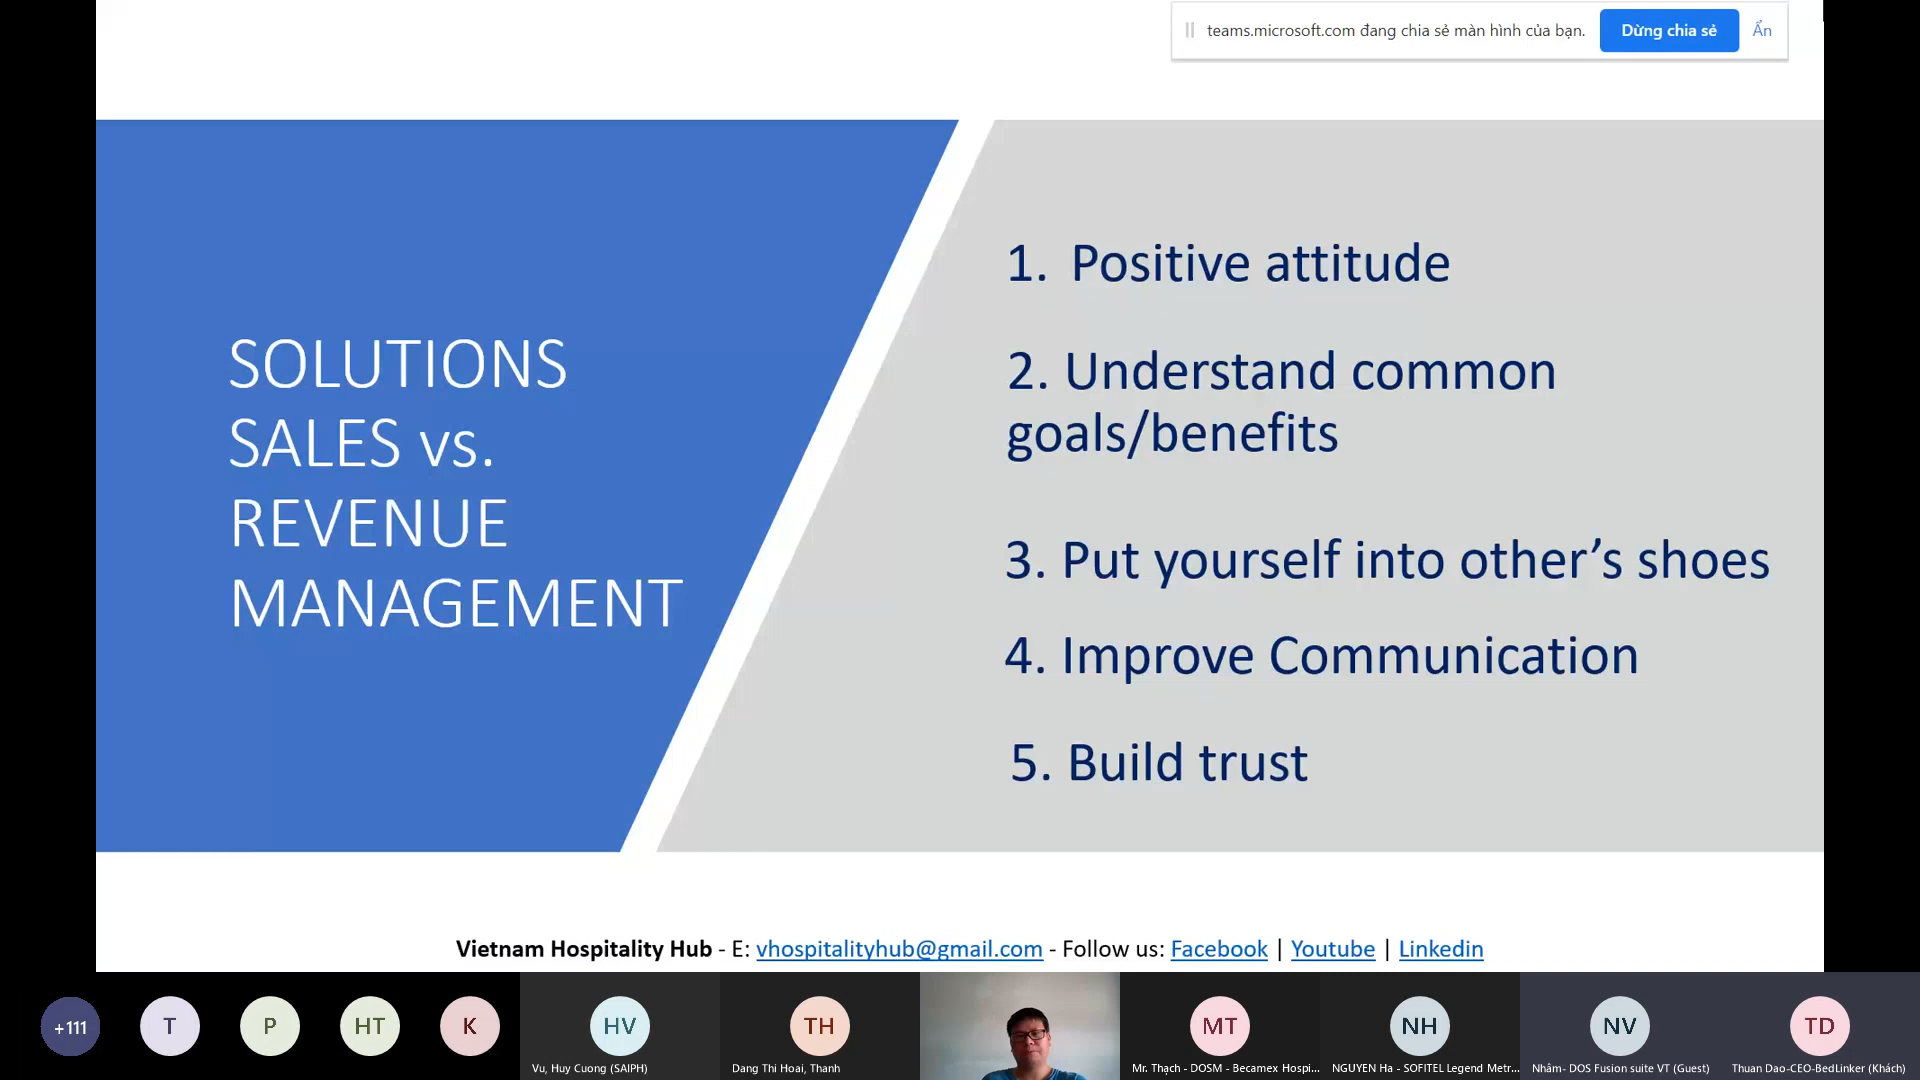 teams.microsoft.com đang chia sẻ màn hình của bạn.
Dừng chia sẻ
Ẩn
SOLUTIONS
SALES vs.
REVENUE
MANAGEMENT
1. Positive attitude
2. Understand common
goals/benefits
3. Put yourself into other’s shoes
4. Improve Communication
5. Build trust
Vietnam Hospitality Hub - E: vhospitalityhub@gmail.com - Follow us: Facebook | Youtube | Linkedin
+111
T
P
HT
K
HV
TH
MT
NH
NV
TD
Vu, Huy Cuong (SAIPH)
Dang Thi Hoai, Thanh
Mr. Thạch - DOSM - Becamex Hospi...
NGUYEN Ha - SOFITEL Legend Metr...
Nhâm- DOS Fusion suite VT (Guest)
Thuan Dao-CEO-BedLinker (Khách)